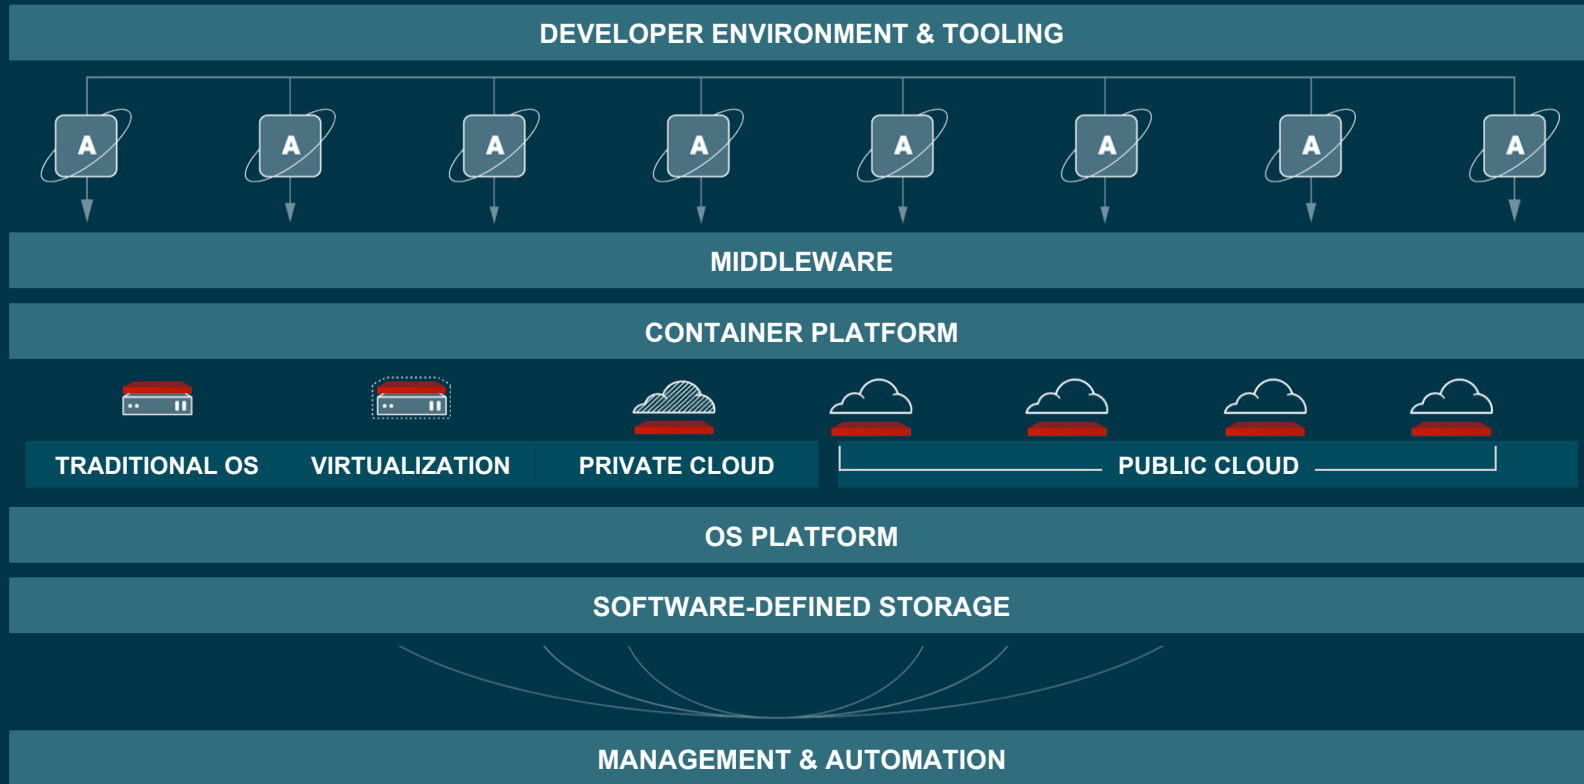 DEVELOPER ENVIRONMENT & TOOLING
A A A A A A A A
MIDDLEWARE
CONTAINER PLATFORM
TRADITIONAL OS VIRTUALIZATION PRIVATE CLOUD PUBLIC CLOUD
OS PLATFORM
SOFTWARE-DEFINED STORAGE
MANAGEMENT & AUTOMATION